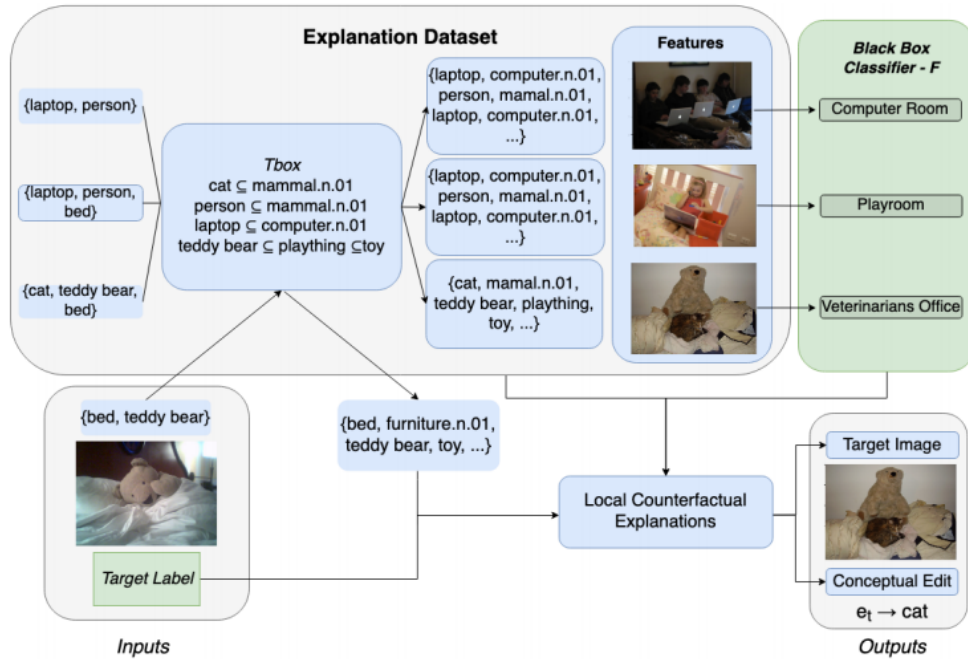 Explanation Dataset
{laptop, person}
{laptop, person,
bed}
{cat, teddy bear,
bed}
Tbox
cat ⊆ mammal.n.01
person ⊆ mammal.n.01
laptop ⊆ computer.n.01
teddy bear ⊆ plaything ⊆toy
{laptop, computer.n.01,
person, mamal.n.01,
laptop, computer.n.01,
...}
{laptop, computer.n.01,
person, mamal.n.01,
laptop, computer.n.01,
...}
{cat, mamal.n.01,
teddy bear, plaything,
toy, ...}
Features
Black Box
Classifier - F
Computer Room
Playroom
Veterinarians Office
{bed, teddy bear}
Target Label
Inputs
{bed, furniture.n.01,
teddy bear, toy, ...}
Local Counterfactual
Explanations
Target Image
Conceptual Edit
eₜ → cat
Outputs